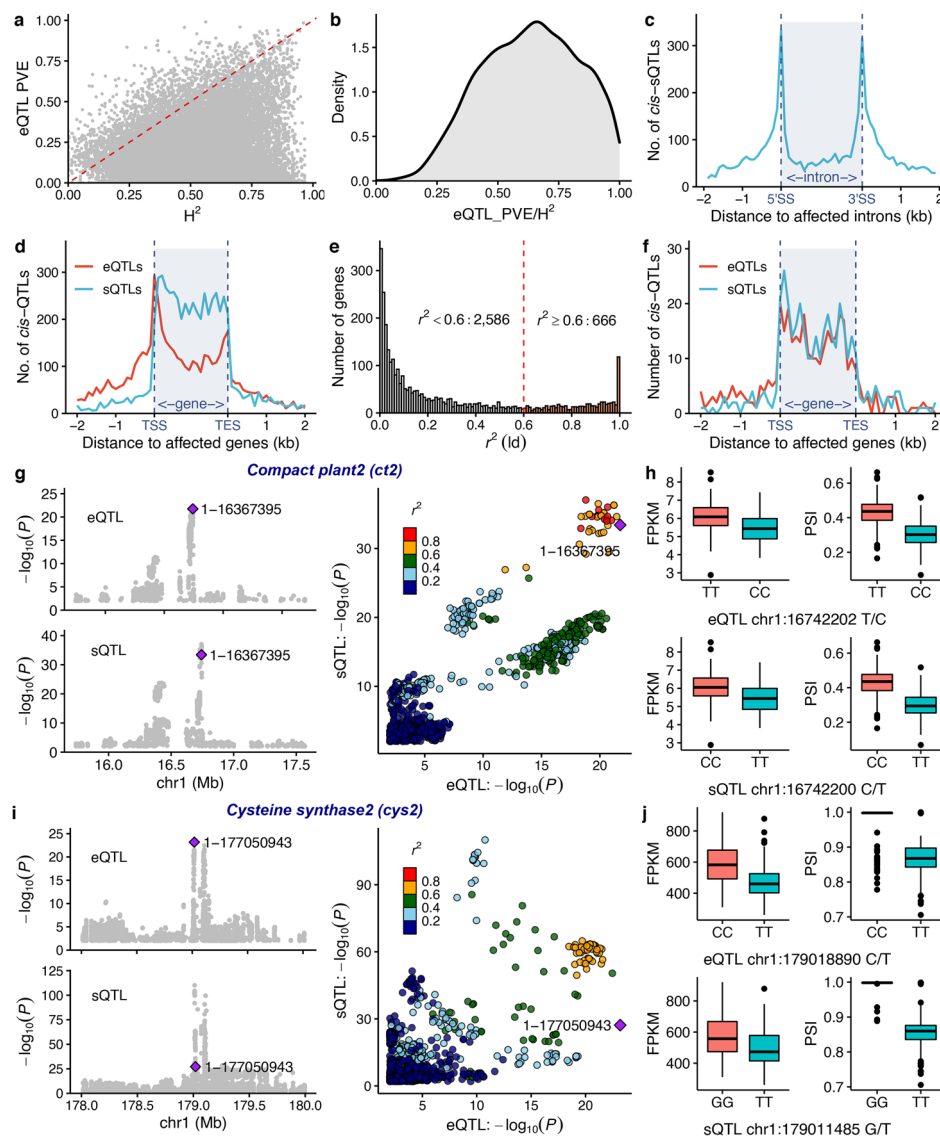 a
eQTL PVE
1.00
0.75
0.50
0.25
0.00
0.00 0.25 0.50 0.75 1.00
H²
b
Density
1.5
1.0
0.5
0.0
0.00 0.25 0.50 0.75 1.00
eQTL_PVE/H²
c
No. of cis−sQTLs
300
200
100
0
<−intron−>
−2 −1 5'SS 3'SS 1 2
Distance to affected introns (kb)
d
No. of cis−QTLs
300
200
100
0
eQTLs
sQTLs
<−gene−>
−2 −1 TSS TES 1 2
Distance to affected genes (kb)
e
Number of genes
300
200
100
0
r² < 0.6 : 2,586
r² ≥ 0.6 : 666
0.0 0.2 0.4 0.6 0.8 1.0
r² (ld)
f
Number of cis−QTLs
30
20
10
0
eQTLs
sQTLs
<−gene−>
−2 −1 TSS TES 1 2
Distance to affected genes (kb)
Compact plant2 (ct2)
g
−log₁₀(P)
25
20
15
10
5
0
eQTL
1−16367395
−log₁₀(P)
40
30
20
10
0
sQTL
1−16367395
16.0 16.5 17.0 17.5
chr1 (Mb)
sQTL: −log₁₀(P)
30
20
10
r²
0.8
0.6
0.4
0.2
1−16367395
5 10 15 20
eQTL: −log₁₀(P)
h
FPKM
8
7
6
5
4
3
TT CC
PSI
0.6
0.4
0.2
TT CC
eQTL chr1:16742202 T/C
FPKM
8
7
6
5
4
3
CC TT
PSI
0.6
0.4
0.2
CC TT
sQTL chr1:16742200 C/T
Cysteine synthase2 (cys2)
i
−log₁₀(P)
25
20
15
10
5
0
eQTL
1−177050943
−log₁₀(P)
125
100
75
50
25
0
sQTL
1−177050943
178.0 178.5 179.0 179.5 180.0
chr1 (Mb)
sQTL: −log₁₀(P)
90
60
30
0
r²
0.8
0.6
0.4
0.2
1−177050943
5 10 15 20
eQTL: −log₁₀(P)
j
FPKM
800
600
400
CC TT
PSI
1.0
0.9
0.8
0.7
CC TT
eQTL chr1:179018890 C/T
FPKM
800
600
400
GG TT
PSI
1.0
0.9
0.8
0.7
GG TT
sQTL chr1:179011485 G/T